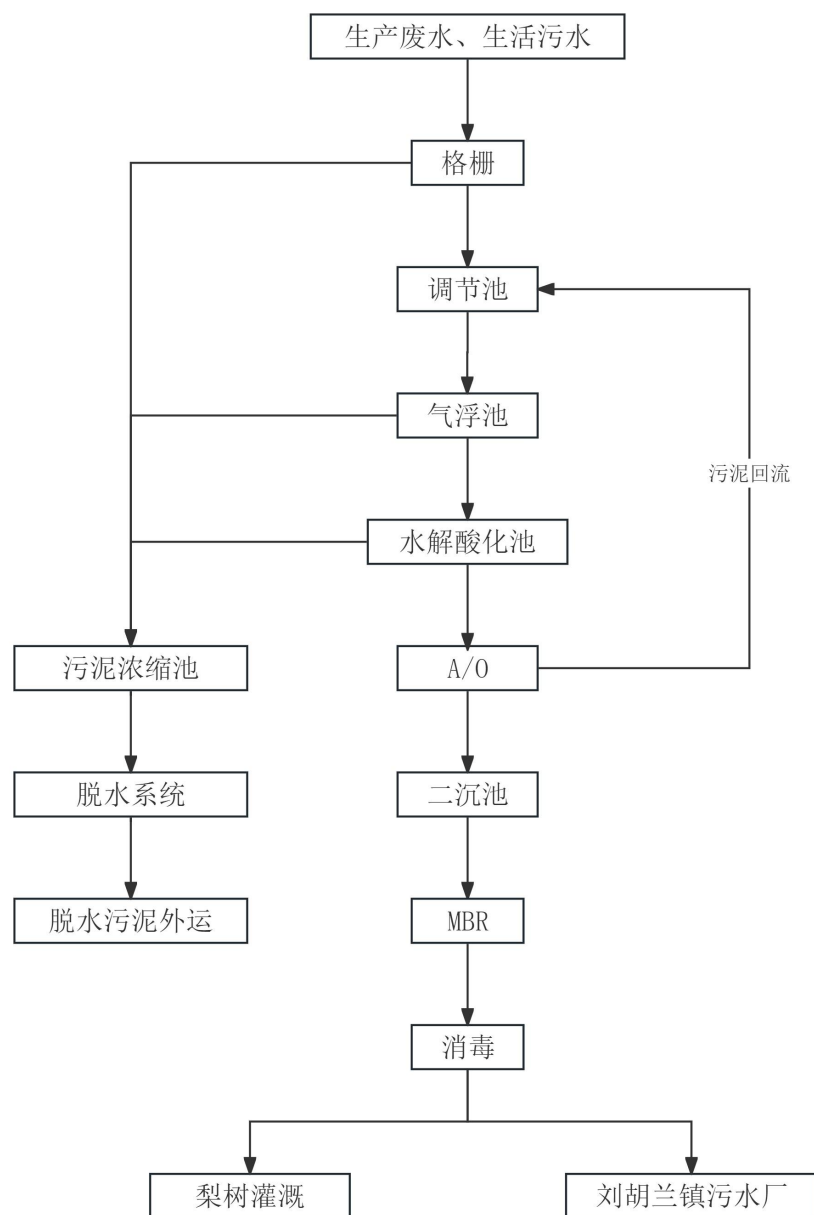 生产废水、生活污水
格栅
调节池
气浮池
污泥回流
水解酸化池
污泥浓缩池
A/O
脱水系统
二沉池
脱水污泥外运
MBR
消毒
梨树灌溉
刘胡兰镇污水厂